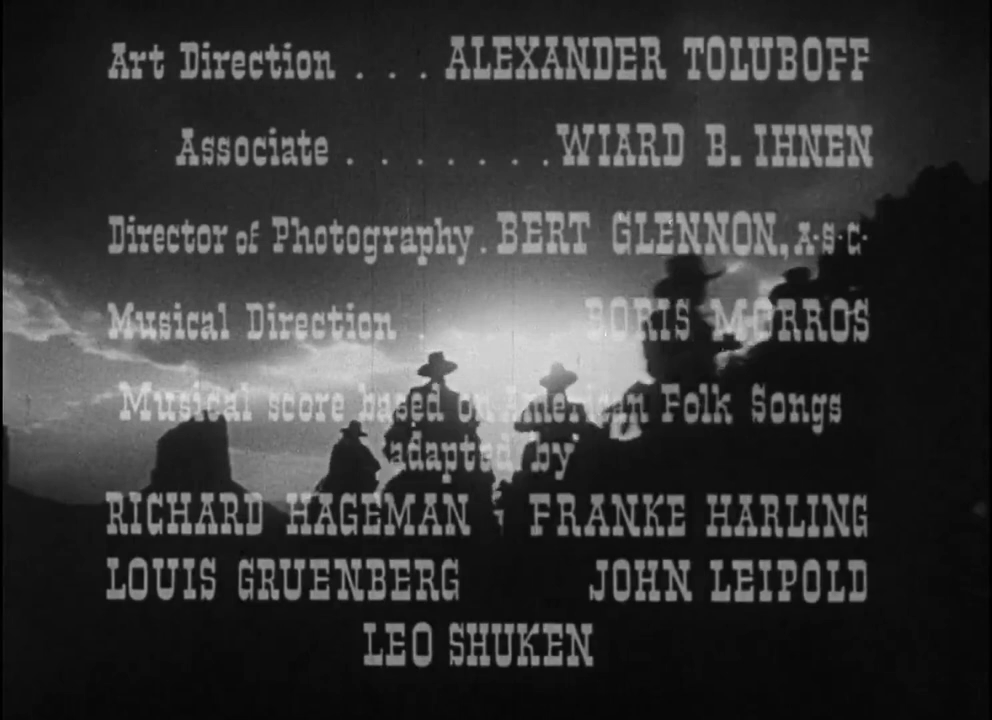 Art Direction . . . ALEXANDER TOLUBOFF
Associate . . . . . . . WIARD B. IHNEN
Director of Photography . BERT GLENNON, A·S·C·
Musical Direction . BORIS MORROS
Musical score based on American Folk Songs
adapted by
RICHARD HAGEMAN FRANKE HARLING
LOUIS GRUENBERG JOHN LEIPOLD
LEO SHUKEN